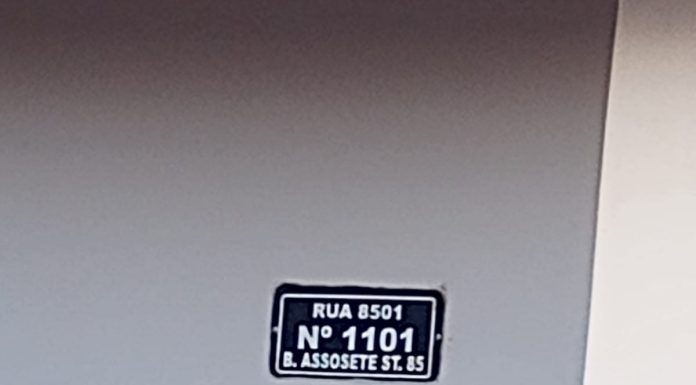 RUA 8501
Nº 1101
B. ASSOSETE ST. 85